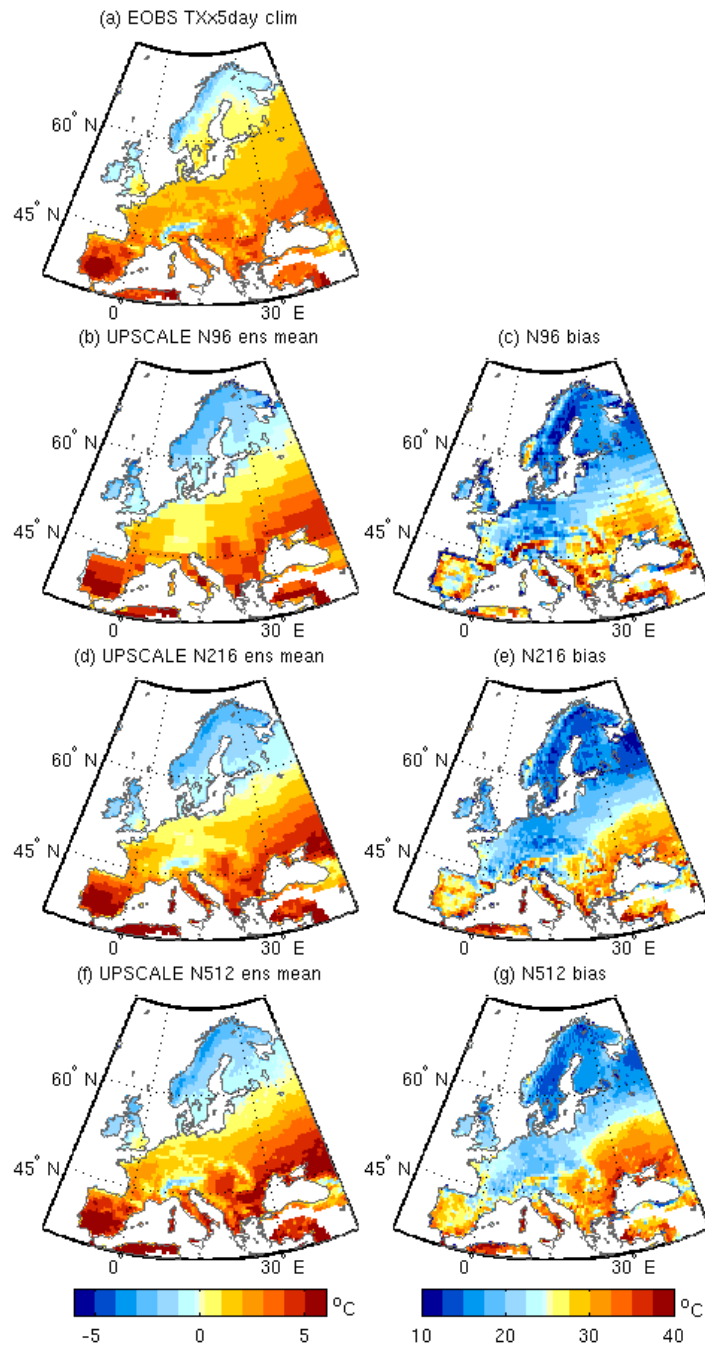 (a) EOBS TXx5day clim
60° N
45° N
0
30 E
(b) UPSCALE N96 ens mean
(c) N96 bias
60° N
45° N
0
30 E
60° N
45° N
0
30 E
(d) UPSCALE N216 ens mean
(e) N216 bias
60° N
45° N
0
30 E
60° N
45° N
0
30 E
(f) UPSCALE N512 ens mean
(g) N512 bias
60° N
45° N
0
30 E
60° N
45° N
0
30 E
-5 0 5 °C
10 20 30 40 °C